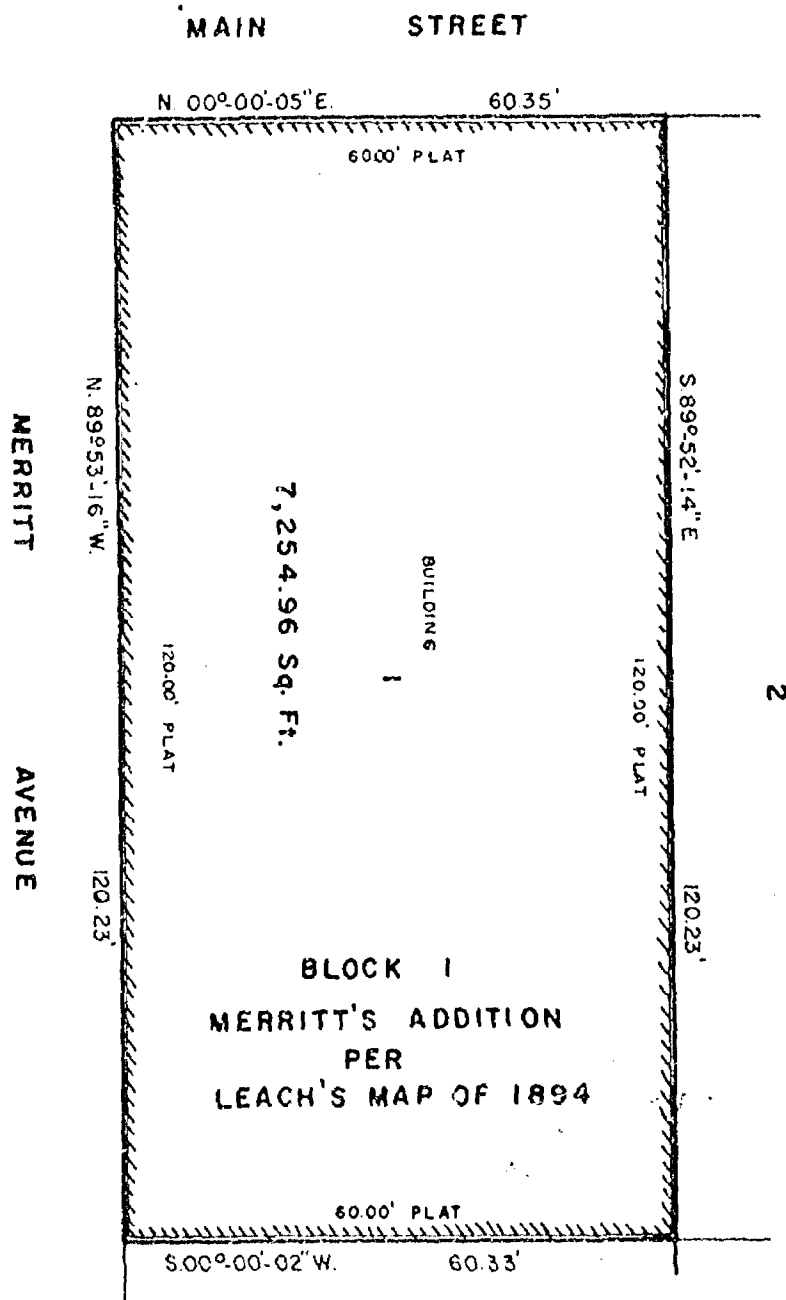 MAIN STREET
N. 00°-00'-05"E. 60.35'
60.00' PLAT
MERRITT AVENUE
N. 89°53'-16"W. 120.23'
120.00' PLAT
7,254.96 Sq. Ft.
1
BUILDING
120.00' PLAT
S.89°-52'-14"E 120.23'
2
BLOCK 1
MERRITT'S ADDITION
PER
LEACH'S MAP OF 1894
60.00' PLAT
S.00°-00'-02"W. 60.33'